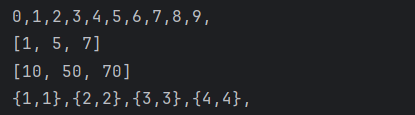 0,1,2,3,4,5,6,7,8,9,
[1, 5, 7]
[10, 50, 70]
{1,1},{2,2},{3,3},{4,4},